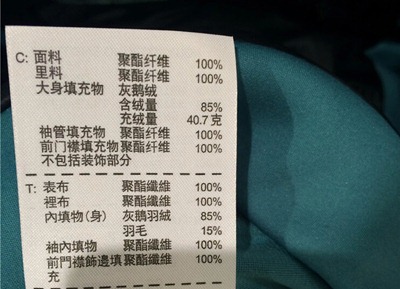 C: 面料 聚酯纤维 100%
里料 聚酯纤维 100%
大身填充物 灰鹅绒
含绒量 85%
充绒量 40.7 克
袖管填充物 聚酯纤维 100%
前门襟填充物 聚酯纤维 100%
不包括装饰部分
T: 表布 聚酯纖維 100%
裡布 聚酯纖維 100%
內填物(身) 灰鹅羽絨 85%
羽毛 15%
袖內填物 聚酯纖維 100%
前門襟飾邊填 聚酯纖維 100%
充